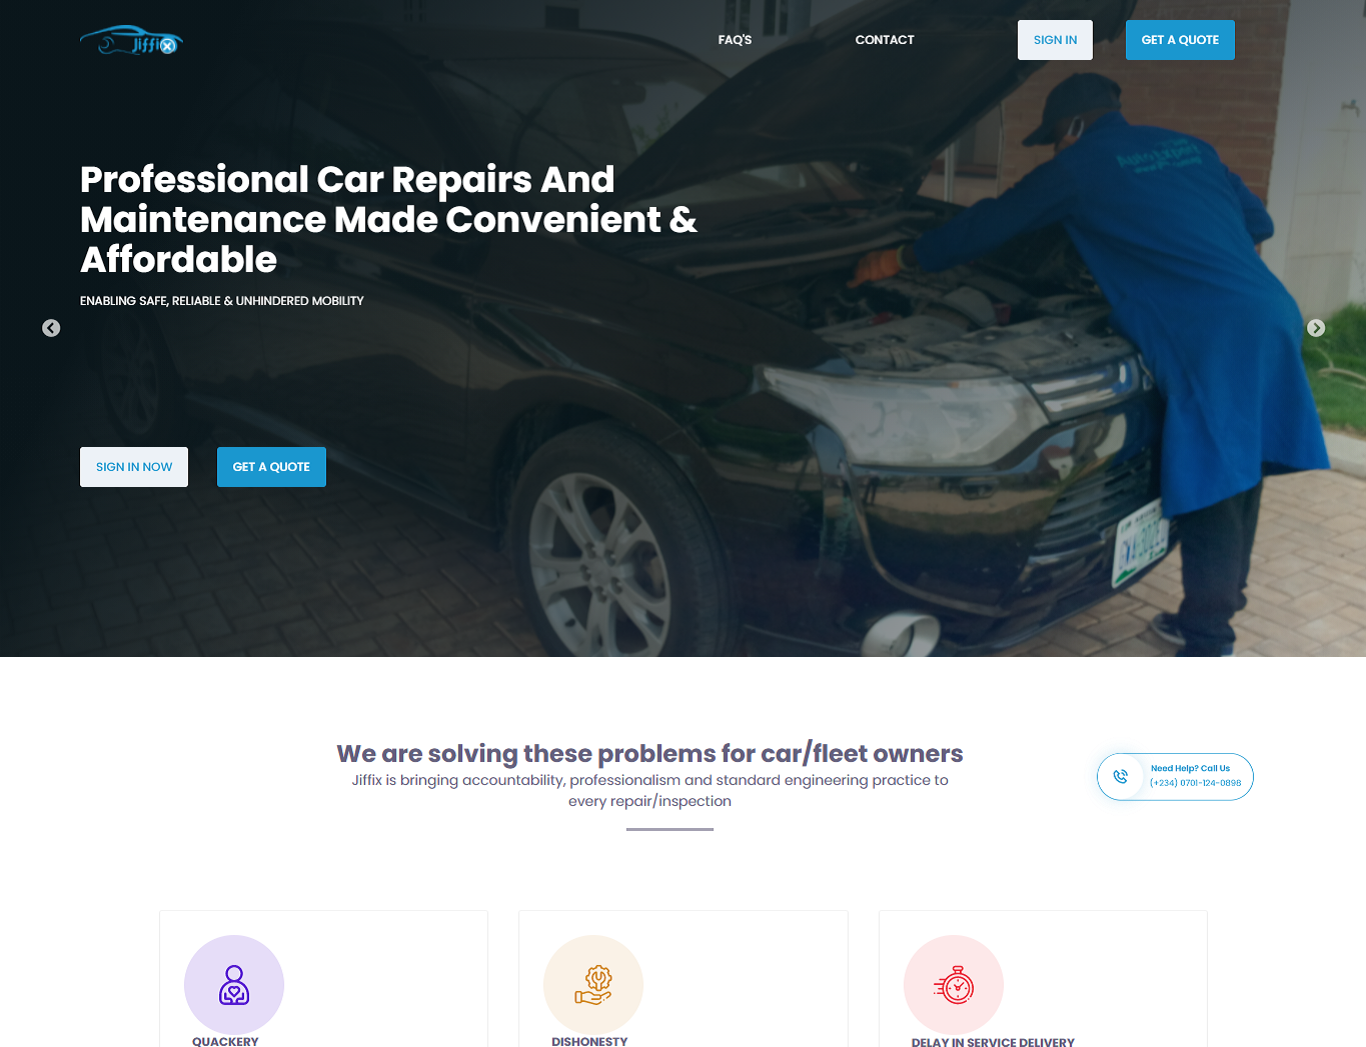 Jiffix
FAQ'S
CONTACT
SIGN IN
GET A QUOTE
Professional Car Repairs And
Maintenance Made Convenient &
Affordable
ENABLING SAFE, RELIABLE & UNHINDERED MOBILITY
SIGN IN NOW
GET A QUOTE
We are solving these problems for car/fleet owners
Jiffix is bringing accountability, professionalism and standard engineering practice to
every repair/inspection
Need Help? Call Us
(+234) 0701-124-0896
QUACKERY
DISHONESTY
DELAY IN SERVICE DELIVERY